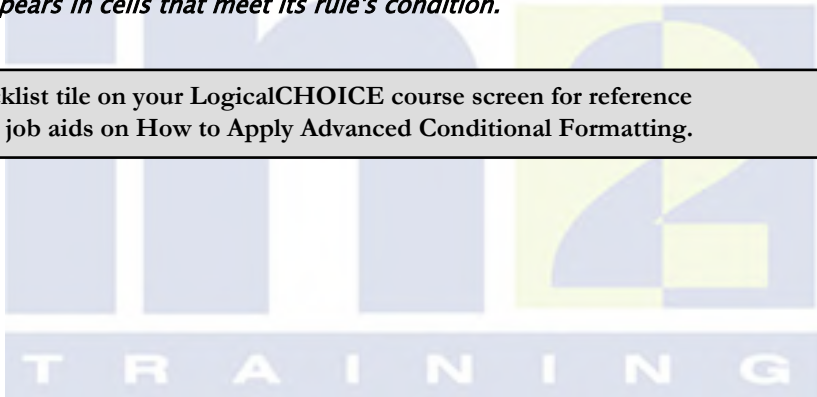 pears in cells that meet its rule's condition.
klist tile on your LogicalCHOICE course screen for reference
job aids on How to Apply Advanced Conditional Formatting.
in2
TRAINING